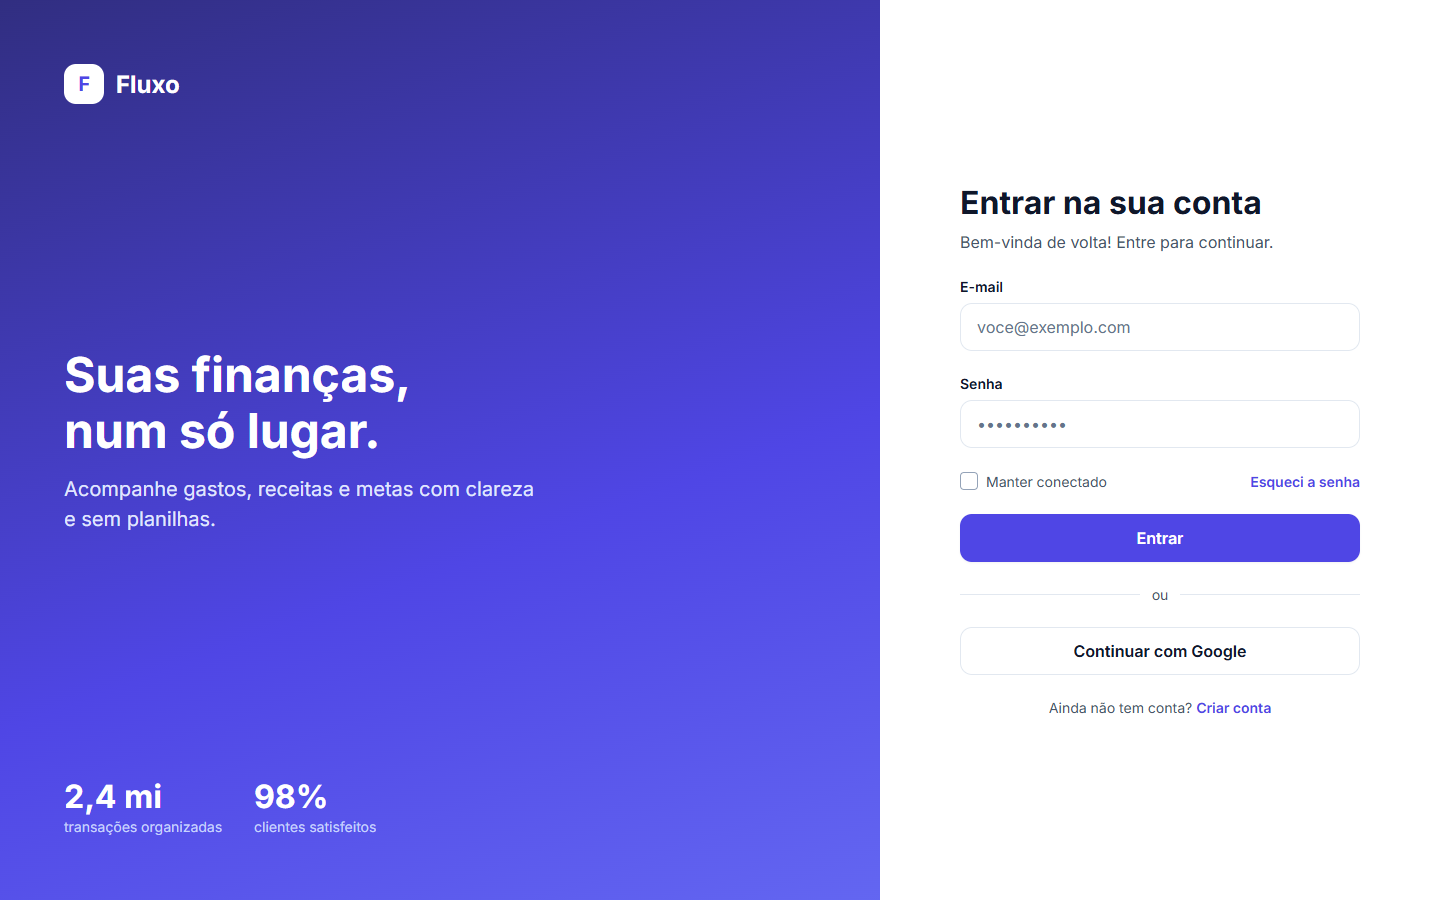 F Fluxo
Suas finanças,
num só lugar.
Acompanhe gastos, receitas e metas com clareza
e sem planilhas.
2,4 mi
transações organizadas
98%
clientes satisfeitos
Entrar na sua conta
Bem-vinda de volta! Entre para continuar.
E-mail
voce@exemplo.com
Senha
••••••••••
Manter conectado
Esqueci a senha
Entrar
ou
Continuar com Google
Ainda não tem conta? Criar conta